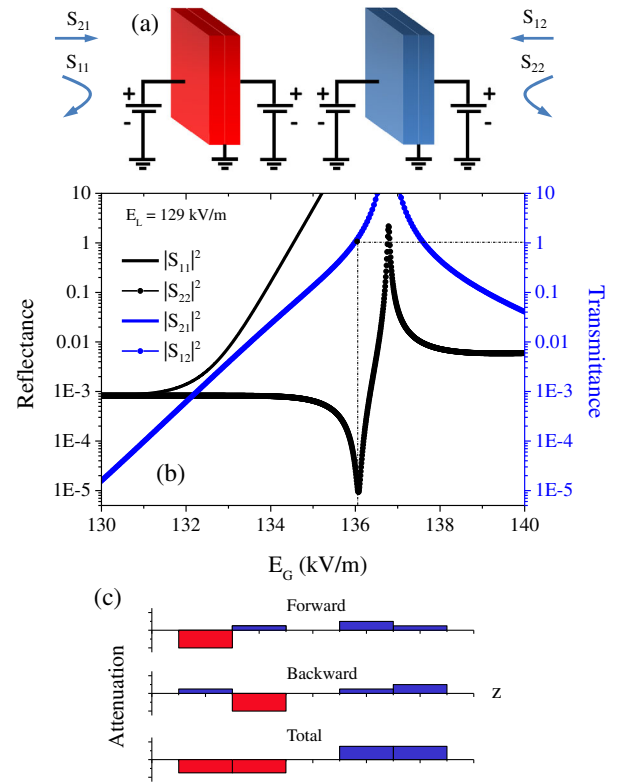 S21 (a) S12
S11 S22
+ + + +
- - - -
10 10
E_L = 129 kV/m
1 |S11|² 1
0.1 |S22|² 0.1
|S21|²
0.01 |S12|² 0.01
1E-3 1E-3
1E-4 (b) 1E-4
1E-5 1E-5
Reflectance
Transmittance
130 132 134 136 138 140
E_G (kV/m)
(c) Forward
Attenuation
Backward
z
Total